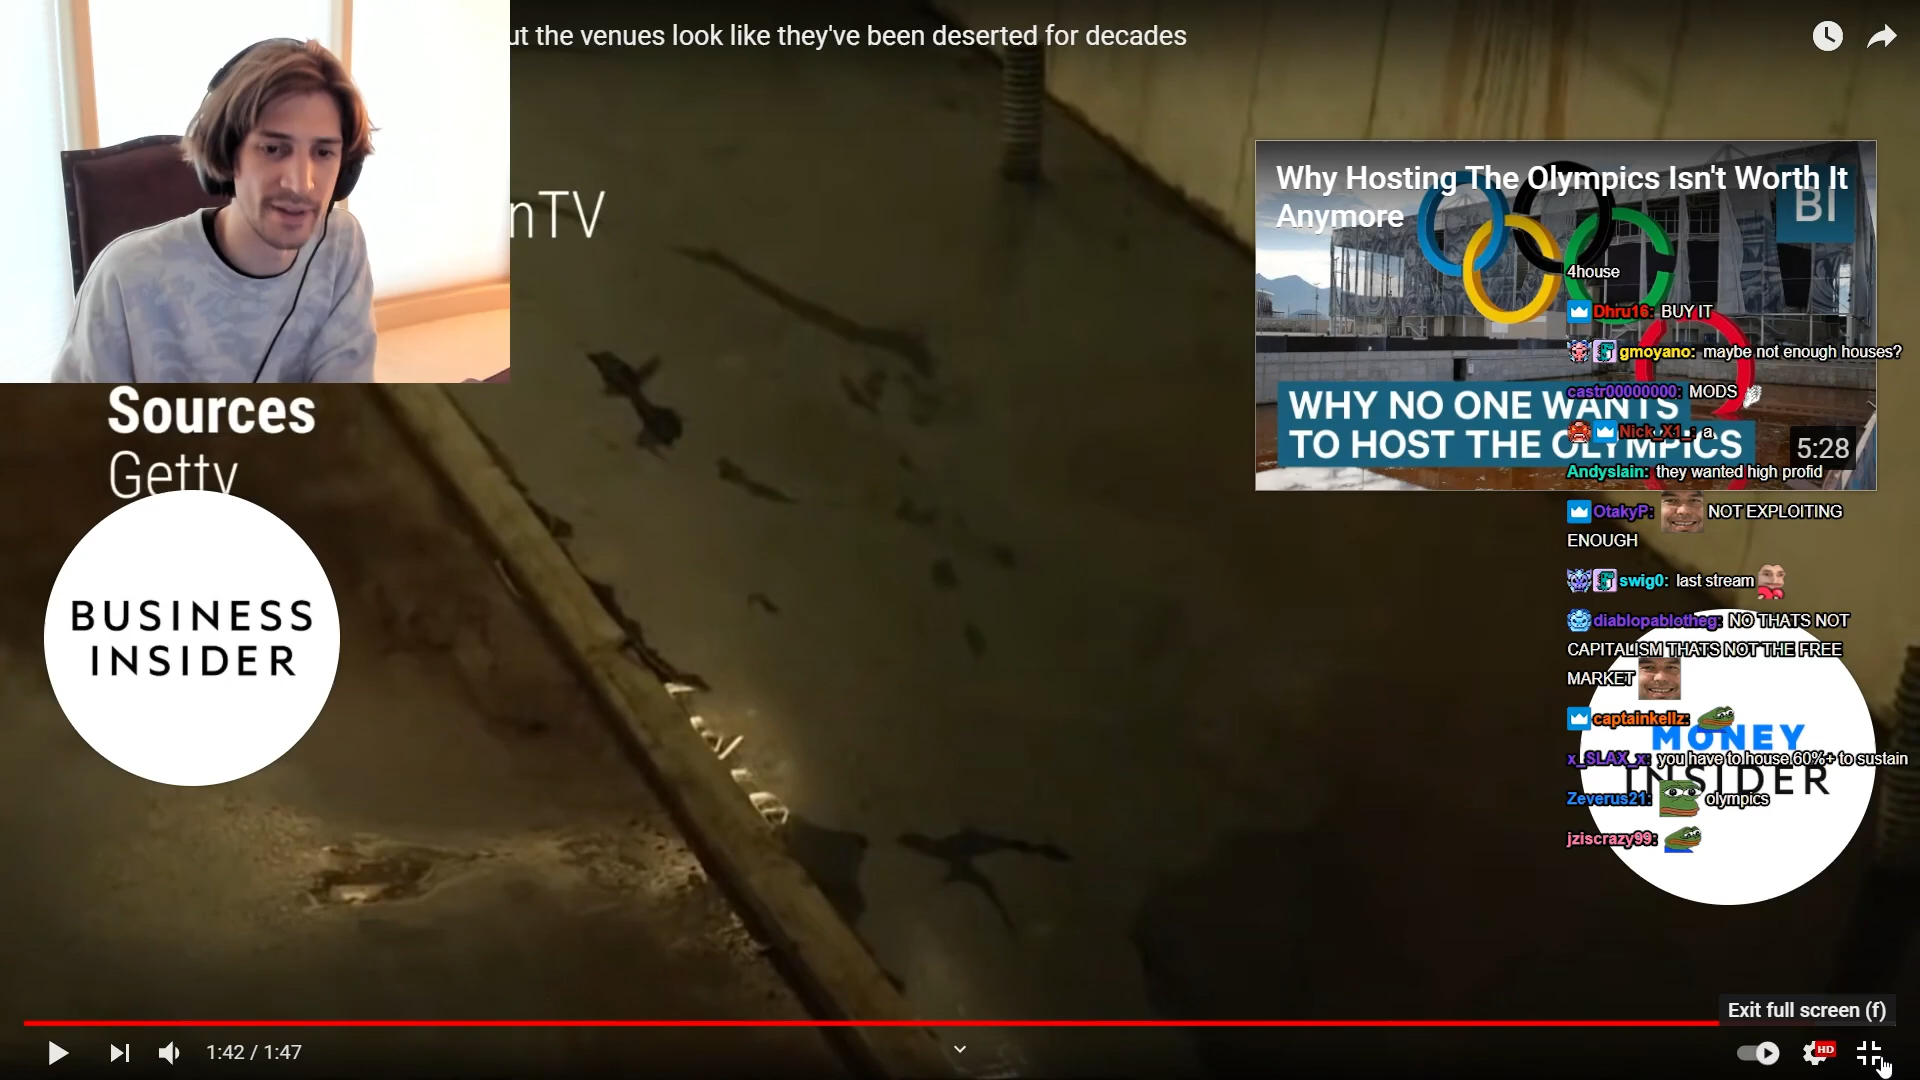 ut the venues look like they've been deserted for decades
nTV
Sources
Getty
BUSINESS
INSIDER
Why Hosting The Olympics Isn't Worth It
Anymore
BI
WHY NO ONE WANTS
TO HOST THE OLYMPICS
5:28
4house
Dhru16: BUY IT
gmoyano: maybe not enough houses?
castr00000000: MODS
Nick_X1_: a
Andyslain: they wanted high profid
OtakyP: NOT EXPLOITING
ENOUGH
swig0: last stream
diablopablotheg: NO THATS NOT
CAPITALISM THATS NOT THE FREE
MARKET
captainkellz:
x_SLAX_x: you have to house 60%+ to sustain
Zeverus21: olympics
jziscrazy99:
MONEY
INSIDER
Exit full screen (f)
1:42 / 1:47
HD